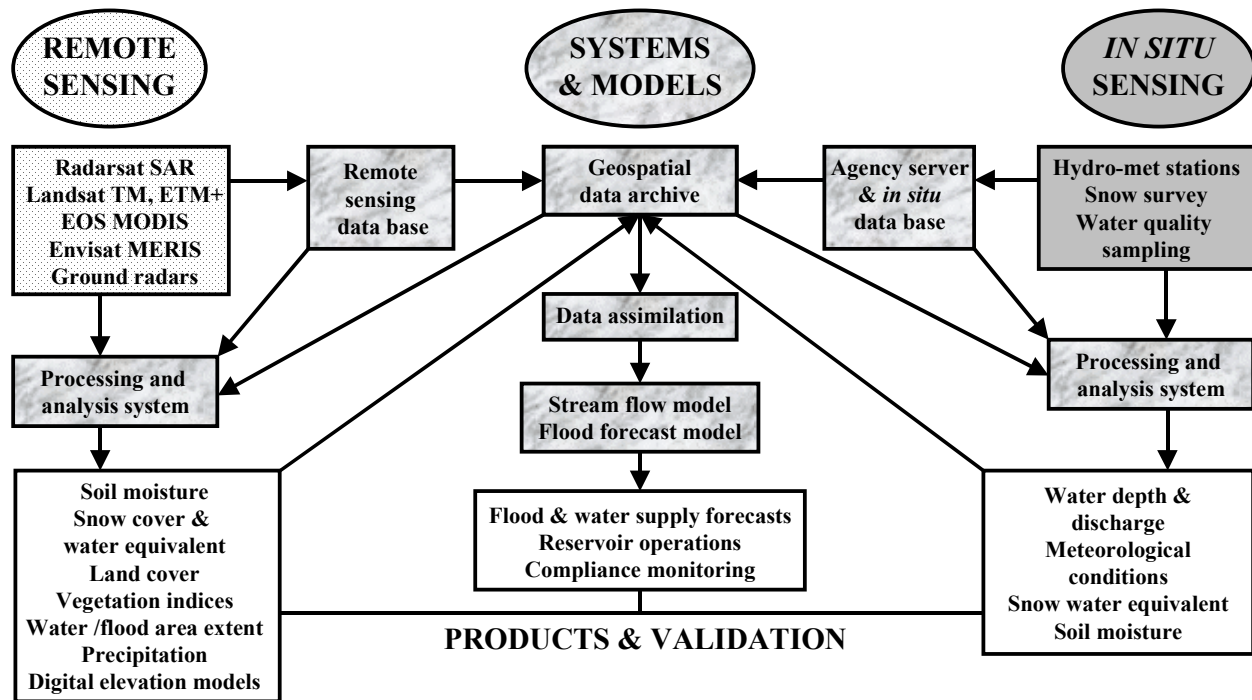 REMOTE
SENSING
SYSTEMS
& MODELS
IN SITU
SENSING
Radarsat SAR
Landsat TM, ETM+
EOS MODIS
Envisat MERIS
Ground radars
Remote
sensing
data base
Geospatial
data archive
Agency server
& in situ
data base
Hydro-met stations
Snow survey
Water quality
sampling
Data assimilation
Processing and
analysis system
Stream flow model
Flood forecast model
Processing and
analysis system
Soil moisture
Snow cover &
water equivalent
Land cover
Vegetation indices
Water /flood area extent
Precipitation
Digital elevation models
Flood & water supply forecasts
Reservoir operations
Compliance monitoring
Water depth &
discharge
Meteorological
conditions
Snow water equivalent
Soil moisture
PRODUCTS & VALIDATION